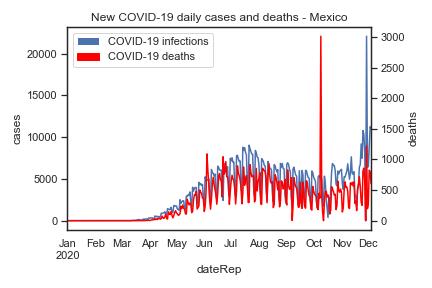 New COVID-19 daily cases and deaths - Mexico
COVID-19 infections
COVID-19 deaths
cases
20000
15000
10000
5000
0
deaths
3000
2500
2000
1500
1000
500
0
Jan Feb Mar Apr May Jun Jul Aug Sep Oct Nov Dec
2020
dateRep